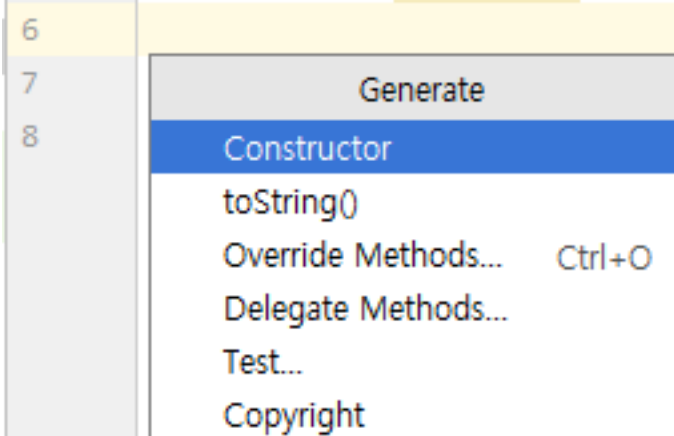 6
7
Generate
8
Constructor
toString()
Override Methods... Ctrl+O
Delegate Methods...
Test...
Copyright